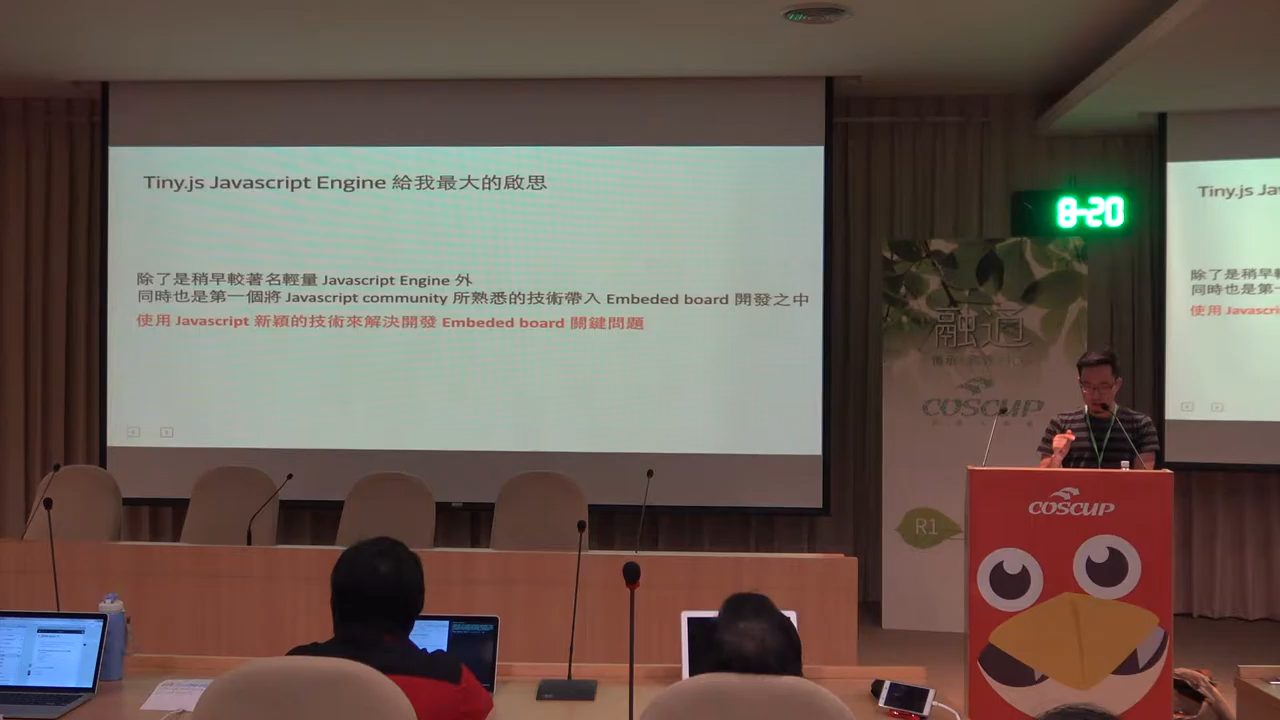 Tiny.js Javascript Engine 給我最大的啟思
除了是稍早較著名輕量 Javascript Engine 外
同時也是第一個將 Javascript community 所熟悉的技術帶入 Embeded board 開發之中
使用 Javascript 新穎的技術來解決開發 Embeded board 關鍵問題
8-20
Tiny.js Ja
除了是稍早
同時也是第一
使用 Javascri
融通
COSCUP
R1
COSCUP